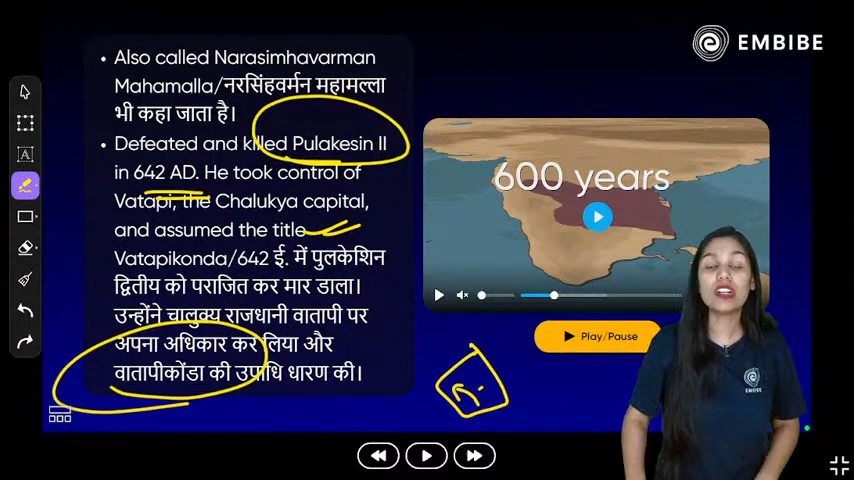 EMBIBE
• Also called Narasimhavarman
Mahamalla/नरसिंहवर्मन महामल्ला
भी कहा जाता है।
• Defeated and killed Pulakesin II
in 642 AD. He took control of
Vatapi, the Chalukya capital,
and assumed the title
Vatapikonda/642 ई. में पुलकेशिन
द्वितीय को पराजित कर मार डाला।
उन्होंने चालुक्य राजधानी वातापी पर
अपना अधिकार कर लिया और
वातापीकोंडा की उपाधि धारण की।
600 years
Play/Pause
EMBIBE